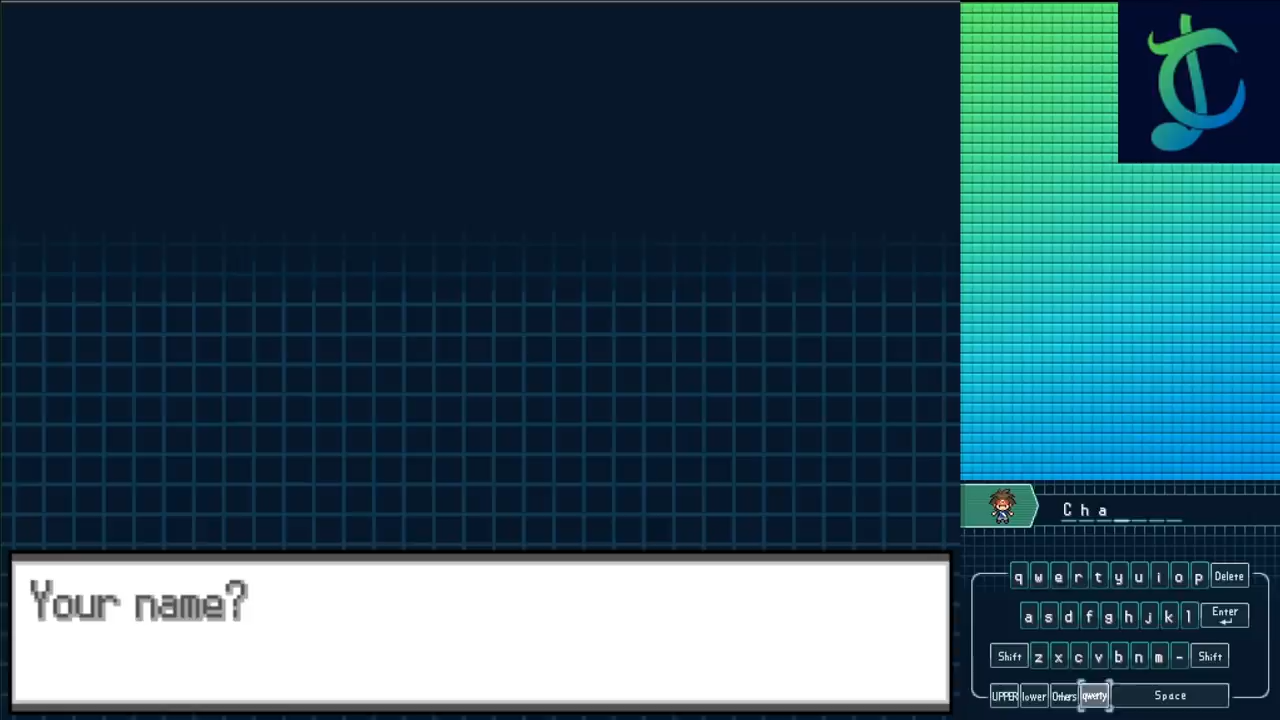 Your name?
Cha
q w e r t y u i o p Delete
a s d f g h j k l Enter
Shift z x c v b n m - Shift
UPPER lower Others qwerty Space